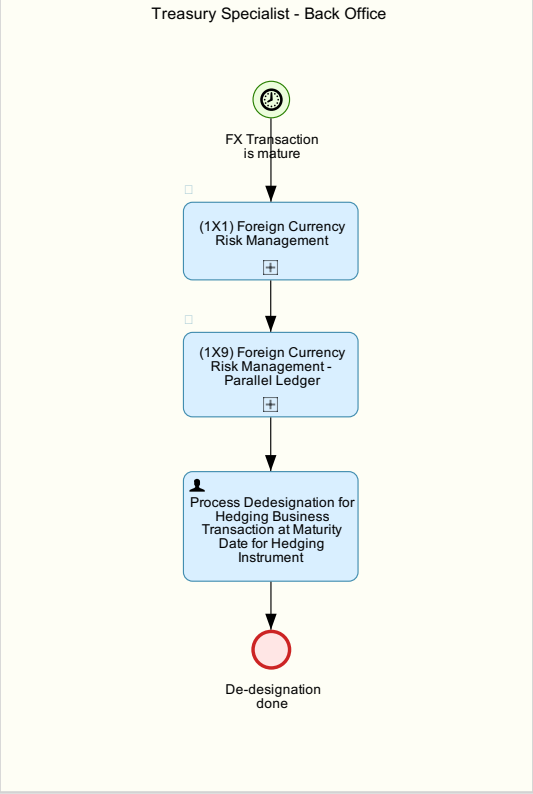 Treasury Specialist - Back Office
FX Transaction
is mature
(1X1) Foreign Currency
Risk Management
(1X9) Foreign Currency
Risk Management -
Parallel Ledger
Process Dedesignation for
Hedging Business
Transaction at Maturity
Date for Hedging
Instrument
De-designation
done